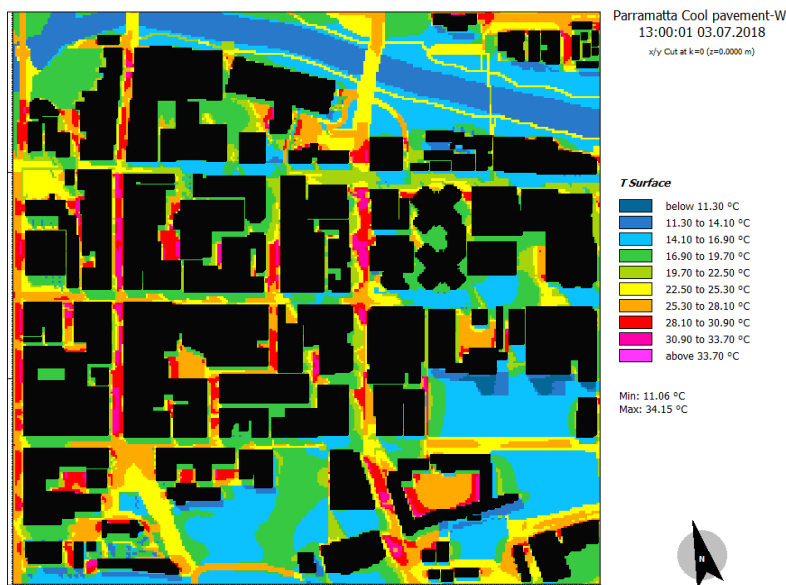 Parramatta Cool pavement-W
13:00:01 03.07.2018
x/y Cut at k=0 (z=0.0000 m)
T Surface
below 11.30 °C
11.30 to 14.10 °C
14.10 to 16.90 °C
16.90 to 19.70 °C
19.70 to 22.50 °C
22.50 to 25.30 °C
25.30 to 28.10 °C
28.10 to 30.90 °C
30.90 to 33.70 °C
above 33.70 °C
Min: 11.06 °C
Max: 34.15 °C
N